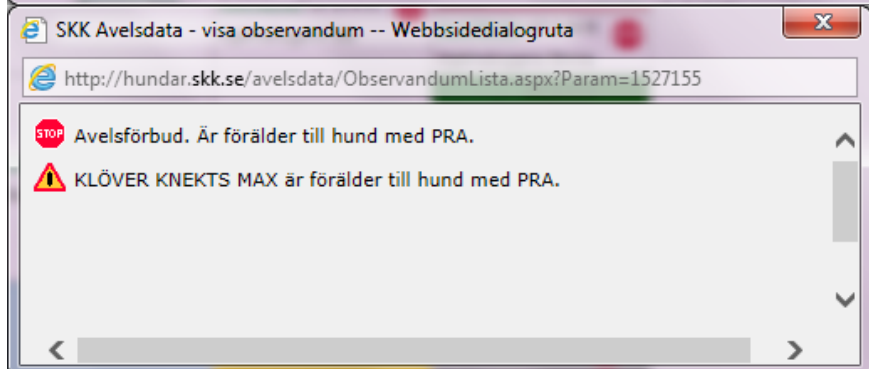 SKK Avelsdata - visa observandum -- Webbsidedialogruta
http://hundar.skk.se/avelsdata/ObservandumLista.aspx?Param=1527155
STOP Avelsförbud. Är förälder till hund med PRA.
KLÖVER KNEKTS MAX är förälder till hund med PRA.